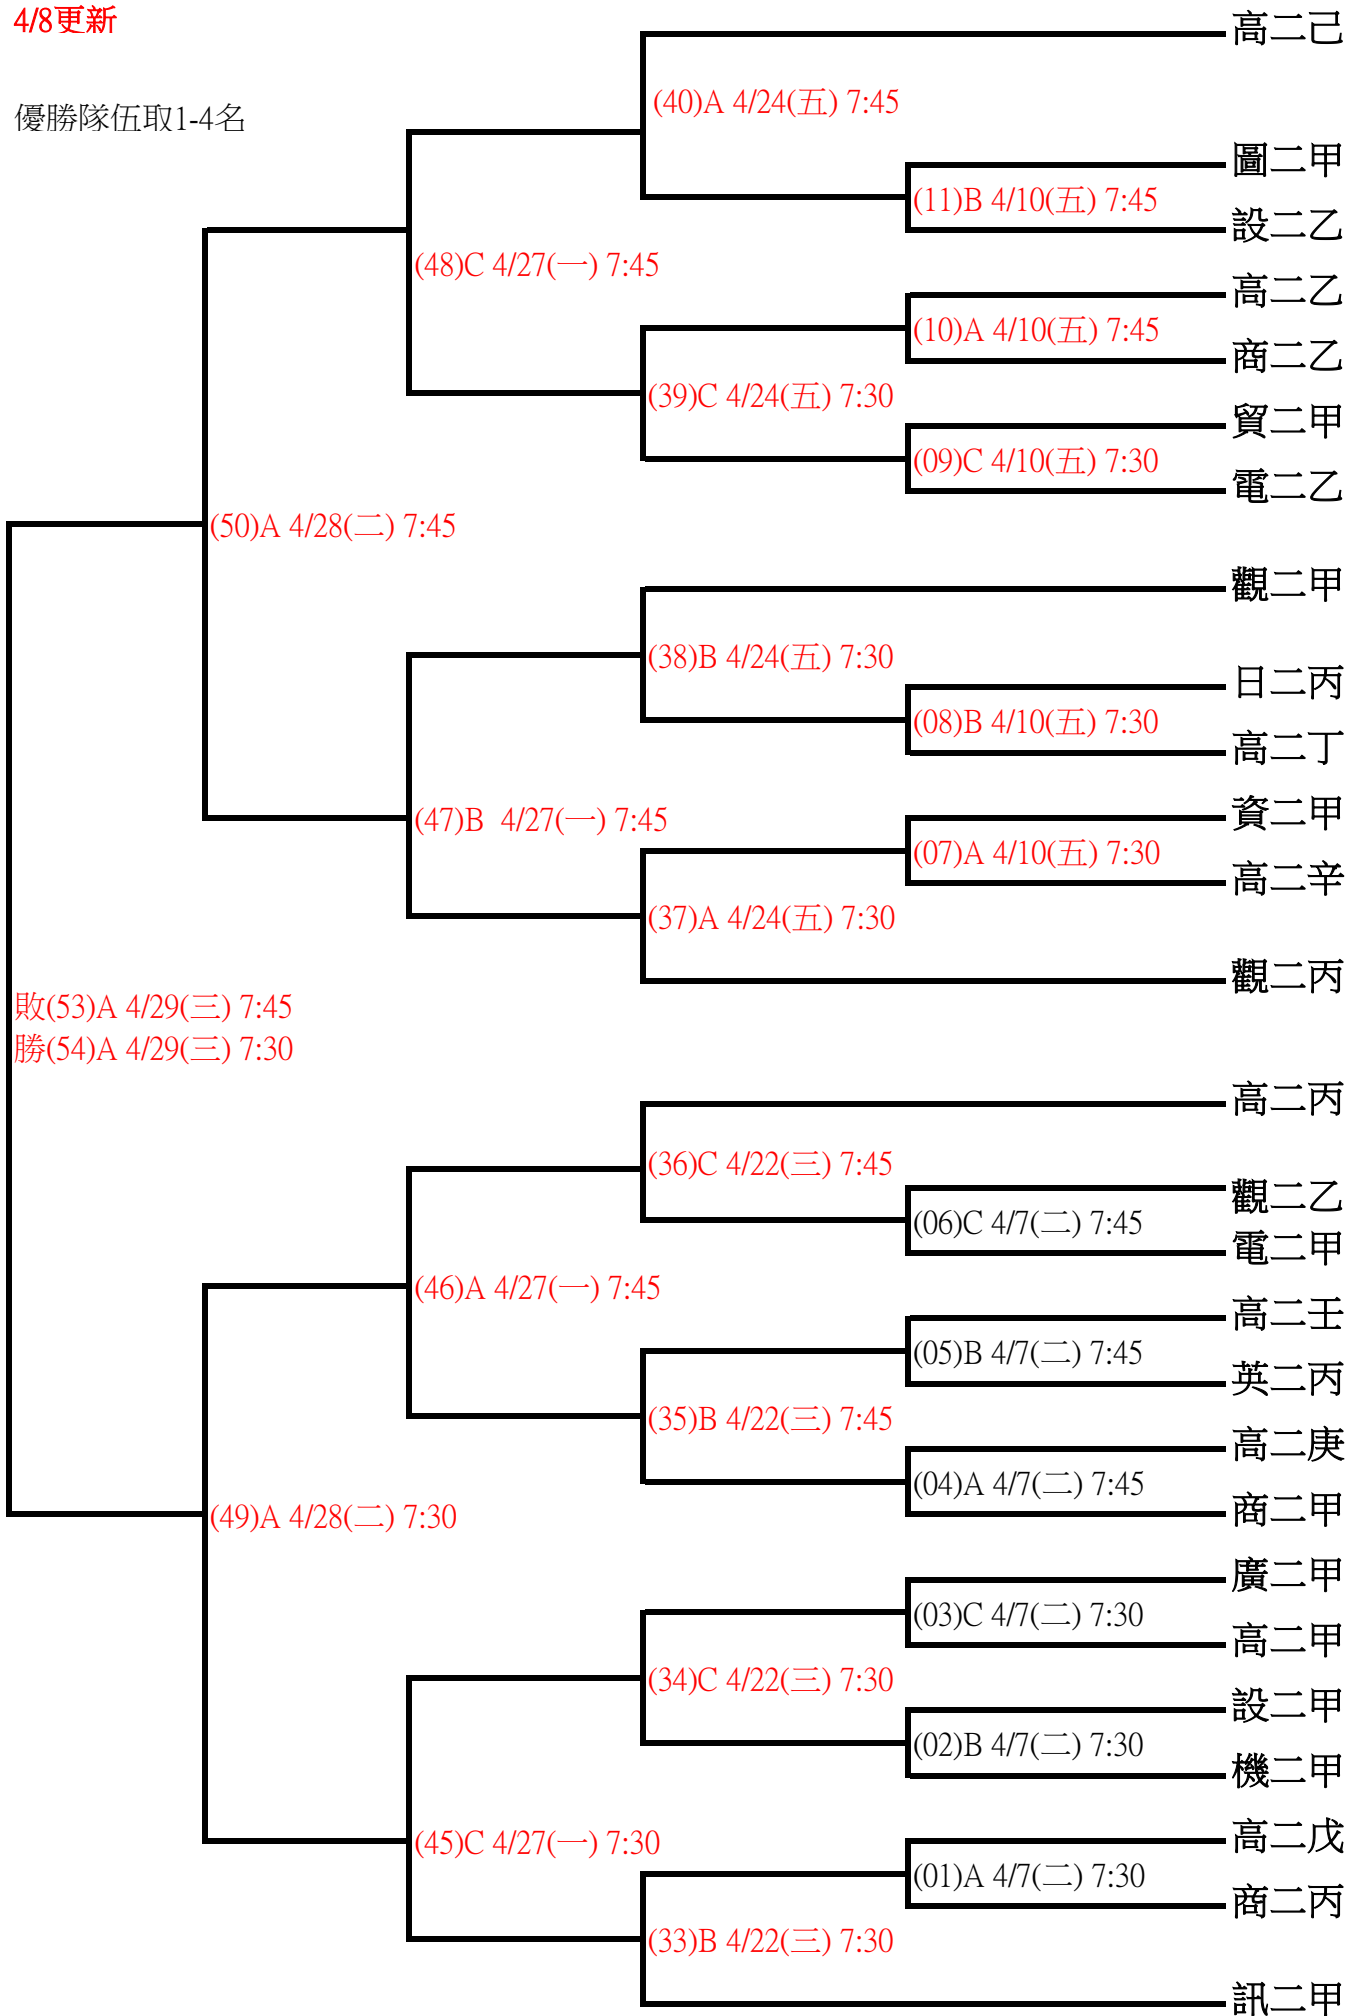 4/8更新
高二己
(40)A 4/24(五) 7:45
優勝隊伍取1-4名
圖二甲
(11)B 4/10(五) 7:45
設二乙
(48)C 4/27(一) 7:45
高二乙
(10)A 4/10(五) 7:45
商二乙
(39)C 4/24(五) 7:30
貿二甲
(09)C 4/10(五) 7:30
電二乙
(50)A 4/28(二) 7:45
觀二甲
(38)B 4/24(五) 7:30
日二丙
(08)B 4/10(五) 7:30
高二丁
(47)B  4/27(一) 7:45
資二甲
(07)A 4/10(五) 7:30
高二辛
(37)A 4/24(五) 7:30
觀二丙
敗(53)A 4/29(三) 7:45
勝(54)A 4/29(三) 7:30
高二丙
(36)C 4/22(三) 7:45
觀二乙
(06)C 4/7(二) 7:45
電二甲
(46)A 4/27(一) 7:45
高二壬
(05)B 4/7(二) 7:45
英二丙
(35)B 4/22(三) 7:45
高二庚
(04)A 4/7(二) 7:45
商二甲
(49)A 4/28(二) 7:30
廣二甲
(03)C 4/7(二) 7:30
高二甲
(34)C 4/22(三) 7:30
設二甲
(02)B 4/7(二) 7:30
機二甲
(45)C 4/27(一) 7:30
高二戊
(01)A 4/7(二) 7:30
商二丙
(33)B 4/22(三) 7:30
訊二甲